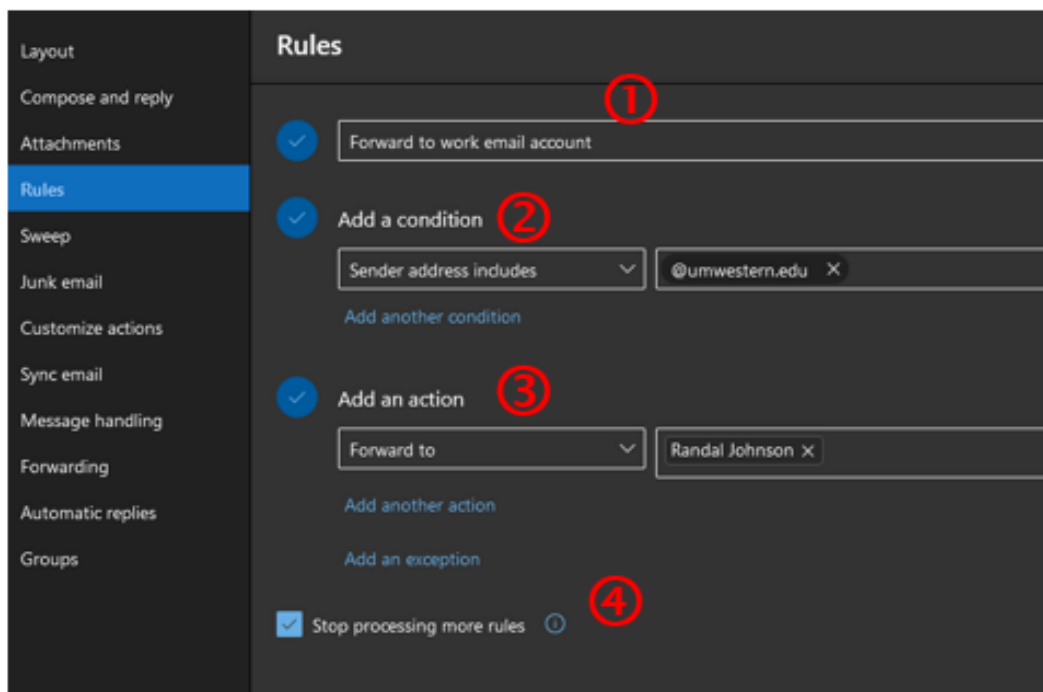 Layout
Compose and reply
Attachments
Rules
Sweep
Junk email
Customize actions
Sync email
Message handling
Forwarding
Automatic replies
Groups
Rules
①
Forward to work email account
Add a condition ②
Sender address includes @umwestern.edu
Add another condition
Add an action ③
Forward to Randal Johnson
Add another action
Add an exception
④
Stop processing more rules